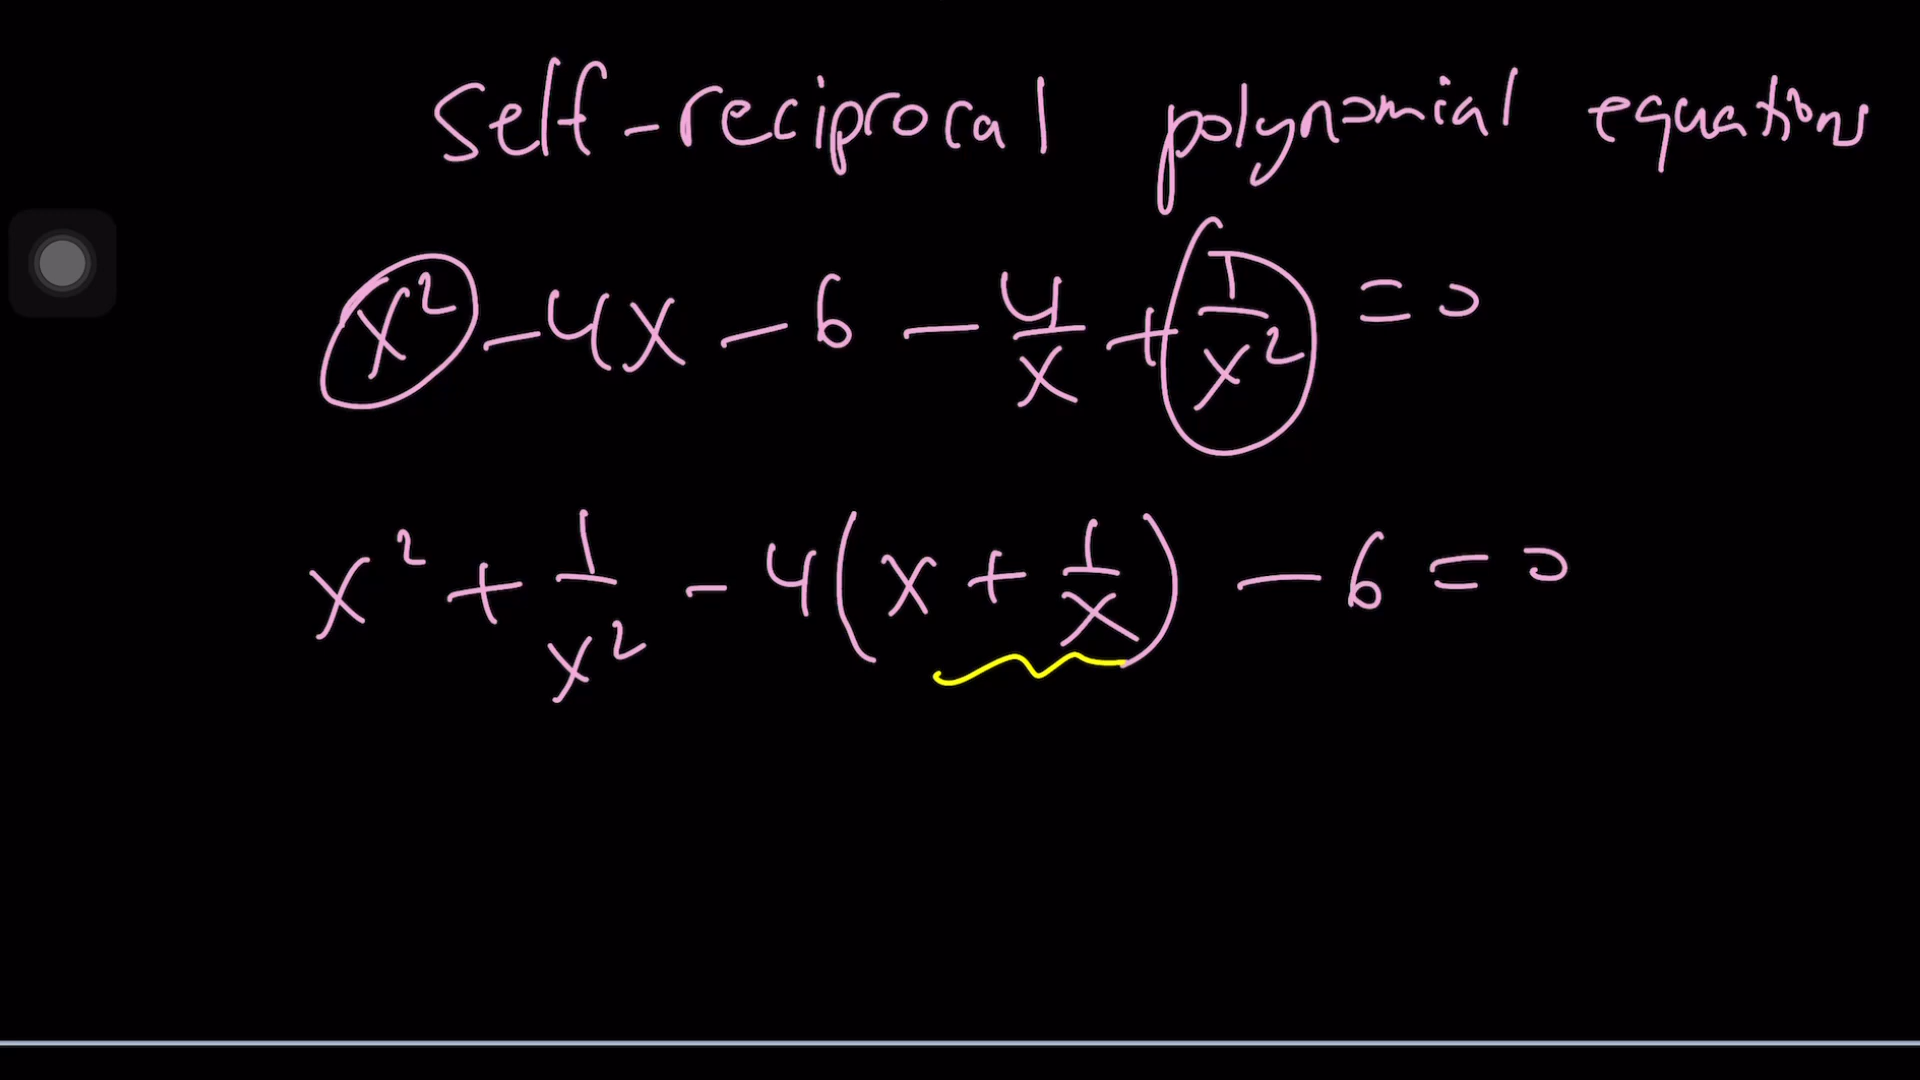 self-reciprocal polynomial equations
x² - 4x - 6 - 4/x + 1/x² = 0
x² + 1/x² - 4(x + 1/x) - 6 = 0